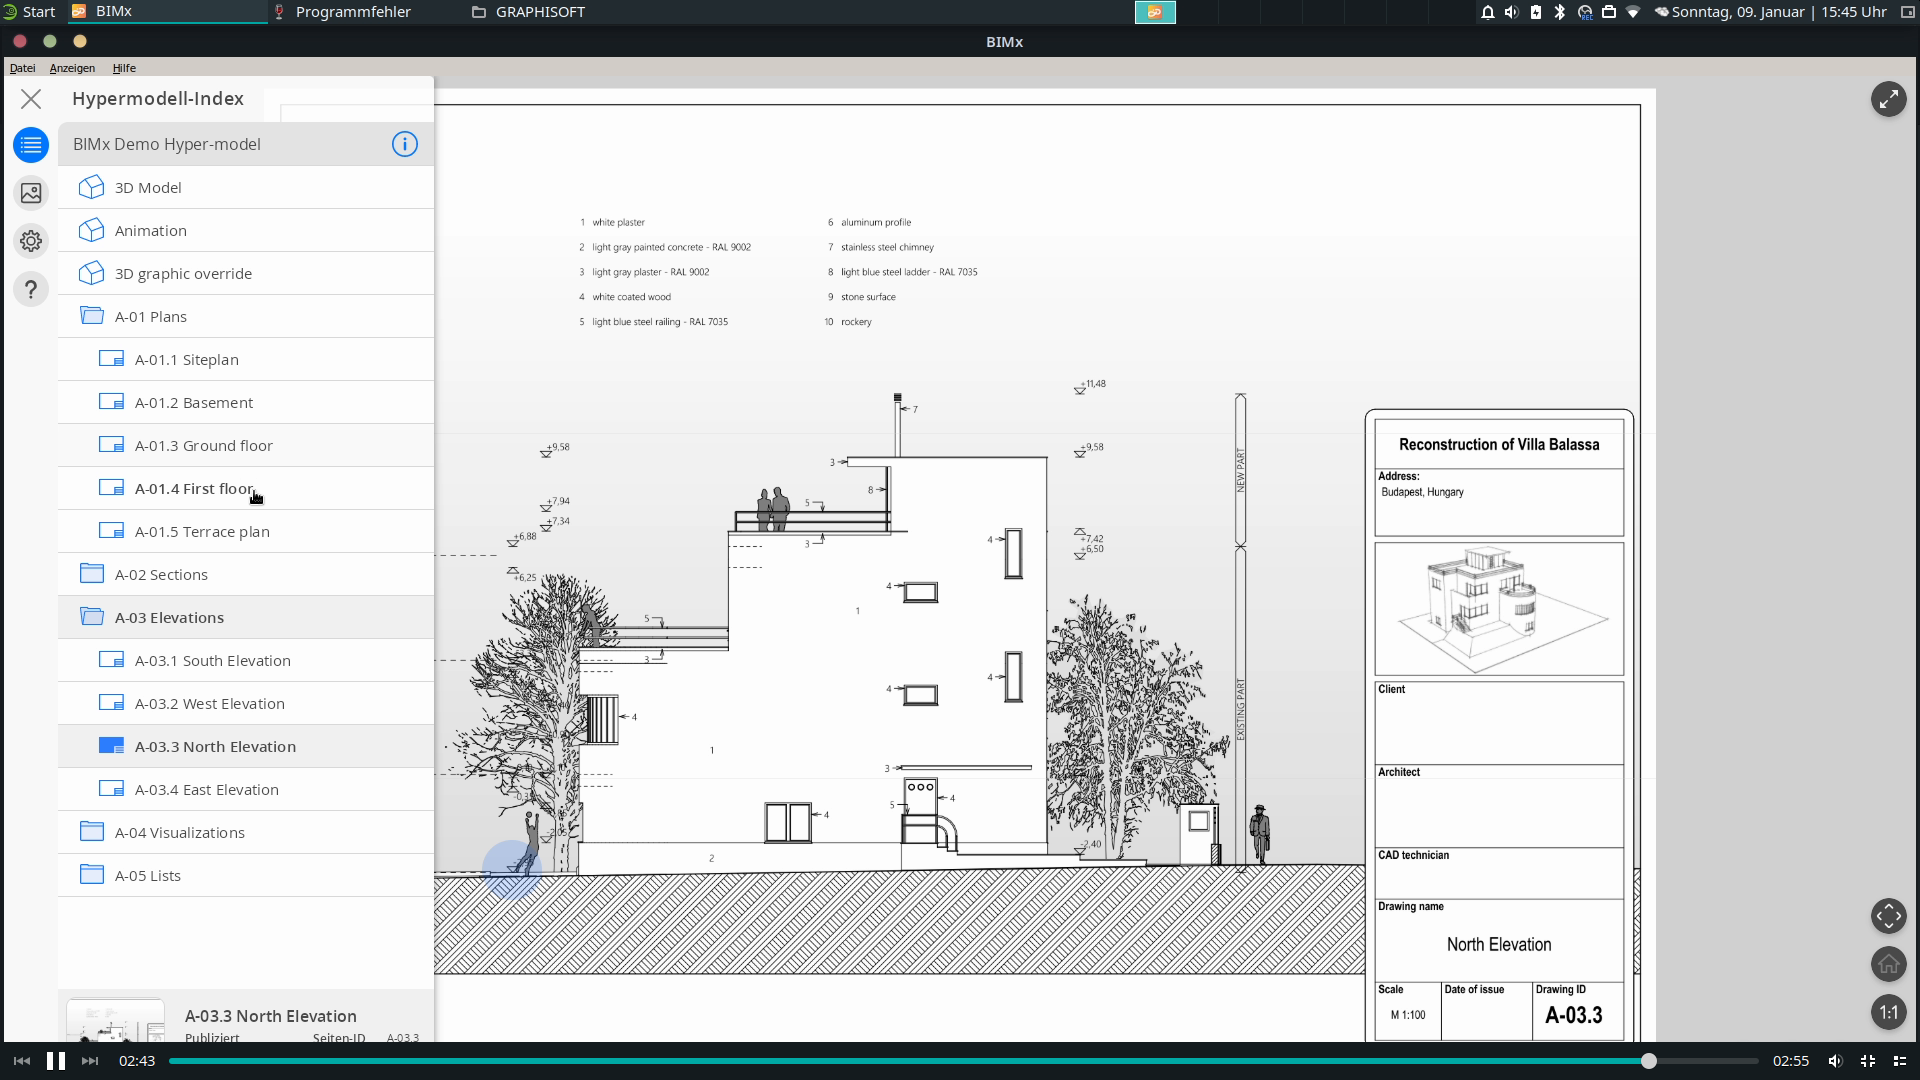 Start
BIMx
Programmfehler
GRAPHISOFT
REC
Sonntag, 09. Januar | 15:45 Uhr
BIMx
Datei Anzeigen Hilfe
Hypermodell-Index
BIMx Demo Hyper-model
i
3D Model
Animation
3D graphic override
A-01 Plans
A-01.1 Siteplan
A-01.2 Basement
A-01.3 Ground floor
A-01.4 First floor
A-01.5 Terrace plan
A-02 Sections
A-03 Elevations
A-03.1 South Elevation
A-03.2 West Elevation
A-03.3 North Elevation
A-03.4 East Elevation
A-04 Visualizations
A-05 Lists
A-03.3 North Elevation
Publiziert Seiten-ID A-03.3
?
1 white plaster
2 light gray painted concrete - RAL 9002
3 light gray plaster - RAL 9002
4 white coated wood
5 light blue steel railing - RAL 7035
6 aluminum profile
7 stainless steel chimney
8 light blue steel ladder - RAL 7035
9 stone surface
10 rockery
+11,48
7
+9,58
+9,58
3
NEW PART
8
+7,94
5
+7,34
+6,88
3
4
+7,42
+6,50
+6,25
4
1
5
3
4
4
4
EXISTING PART
1
3
4
5
4
-2,40
2
Reconstruction of Villa Balassa
Address:
Budapest, Hungary
Client
Architect
CAD technician
Drawing name
North Elevation
Scale
M 1:100
Date of issue
Drawing ID
A-03.3
1:1
02:43
02:55